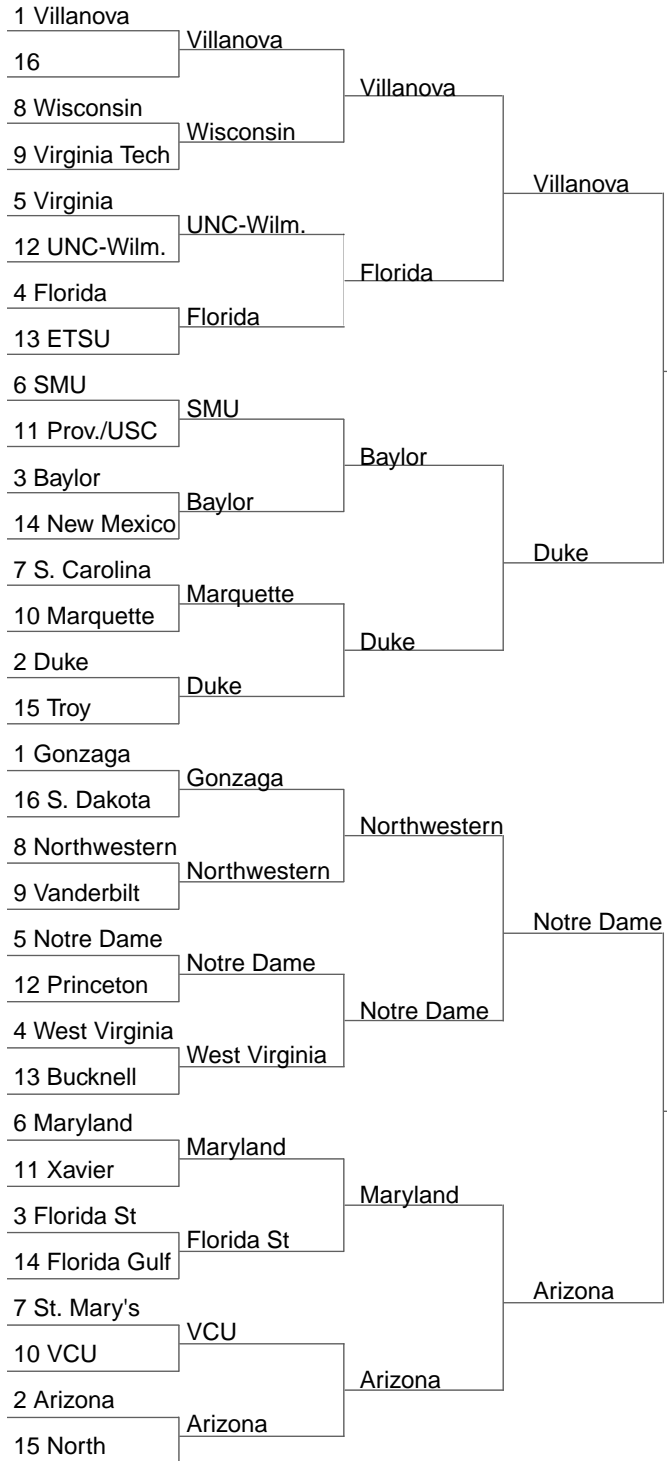 1 Villanova
16
8 Wisconsin
9 Virginia Tech
5 Virginia
12 UNC-Wilm.
4 Florida
13 ETSU
6 SMU
11 Prov./USC
3 Baylor
14 New Mexico
7 S. Carolina
10 Marquette
2 Duke
15 Troy
1 Gonzaga
16 S. Dakota
8 Northwestern
9 Vanderbilt
5 Notre Dame
12 Princeton
4 West Virginia
13 Bucknell
6 Maryland
11 Xavier
3 Florida St
14 Florida Gulf
7 St. Mary's
10 VCU
2 Arizona
15 North
Villanova
Wisconsin
UNC-Wilm.
Florida
SMU
Baylor
Marquette
Duke
Gonzaga
Northwestern
Notre Dame
West Virginia
Maryland
Florida St
VCU
Arizona
Villanova
Florida
Baylor
Duke
Northwestern
Notre Dame
Maryland
Arizona
Villanova
Duke
Notre Dame
Arizona